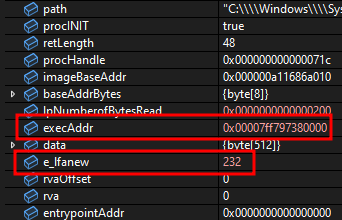 path "C:\\\\Windows\\\\Sys
procINIT true
retLength 48
procHandle 0x000000000000071c
imageBaseAddr 0x000000a11686a010
baseAddrBytes {byte[8]}
lpNumberofBytesRead 0x0000000000000200
execAddr 0x00007ff797380000
data {byte[512]}
e_lfanew 232
rvaOffset 0
rva 0
entrypointAddr 0x0000000000000000